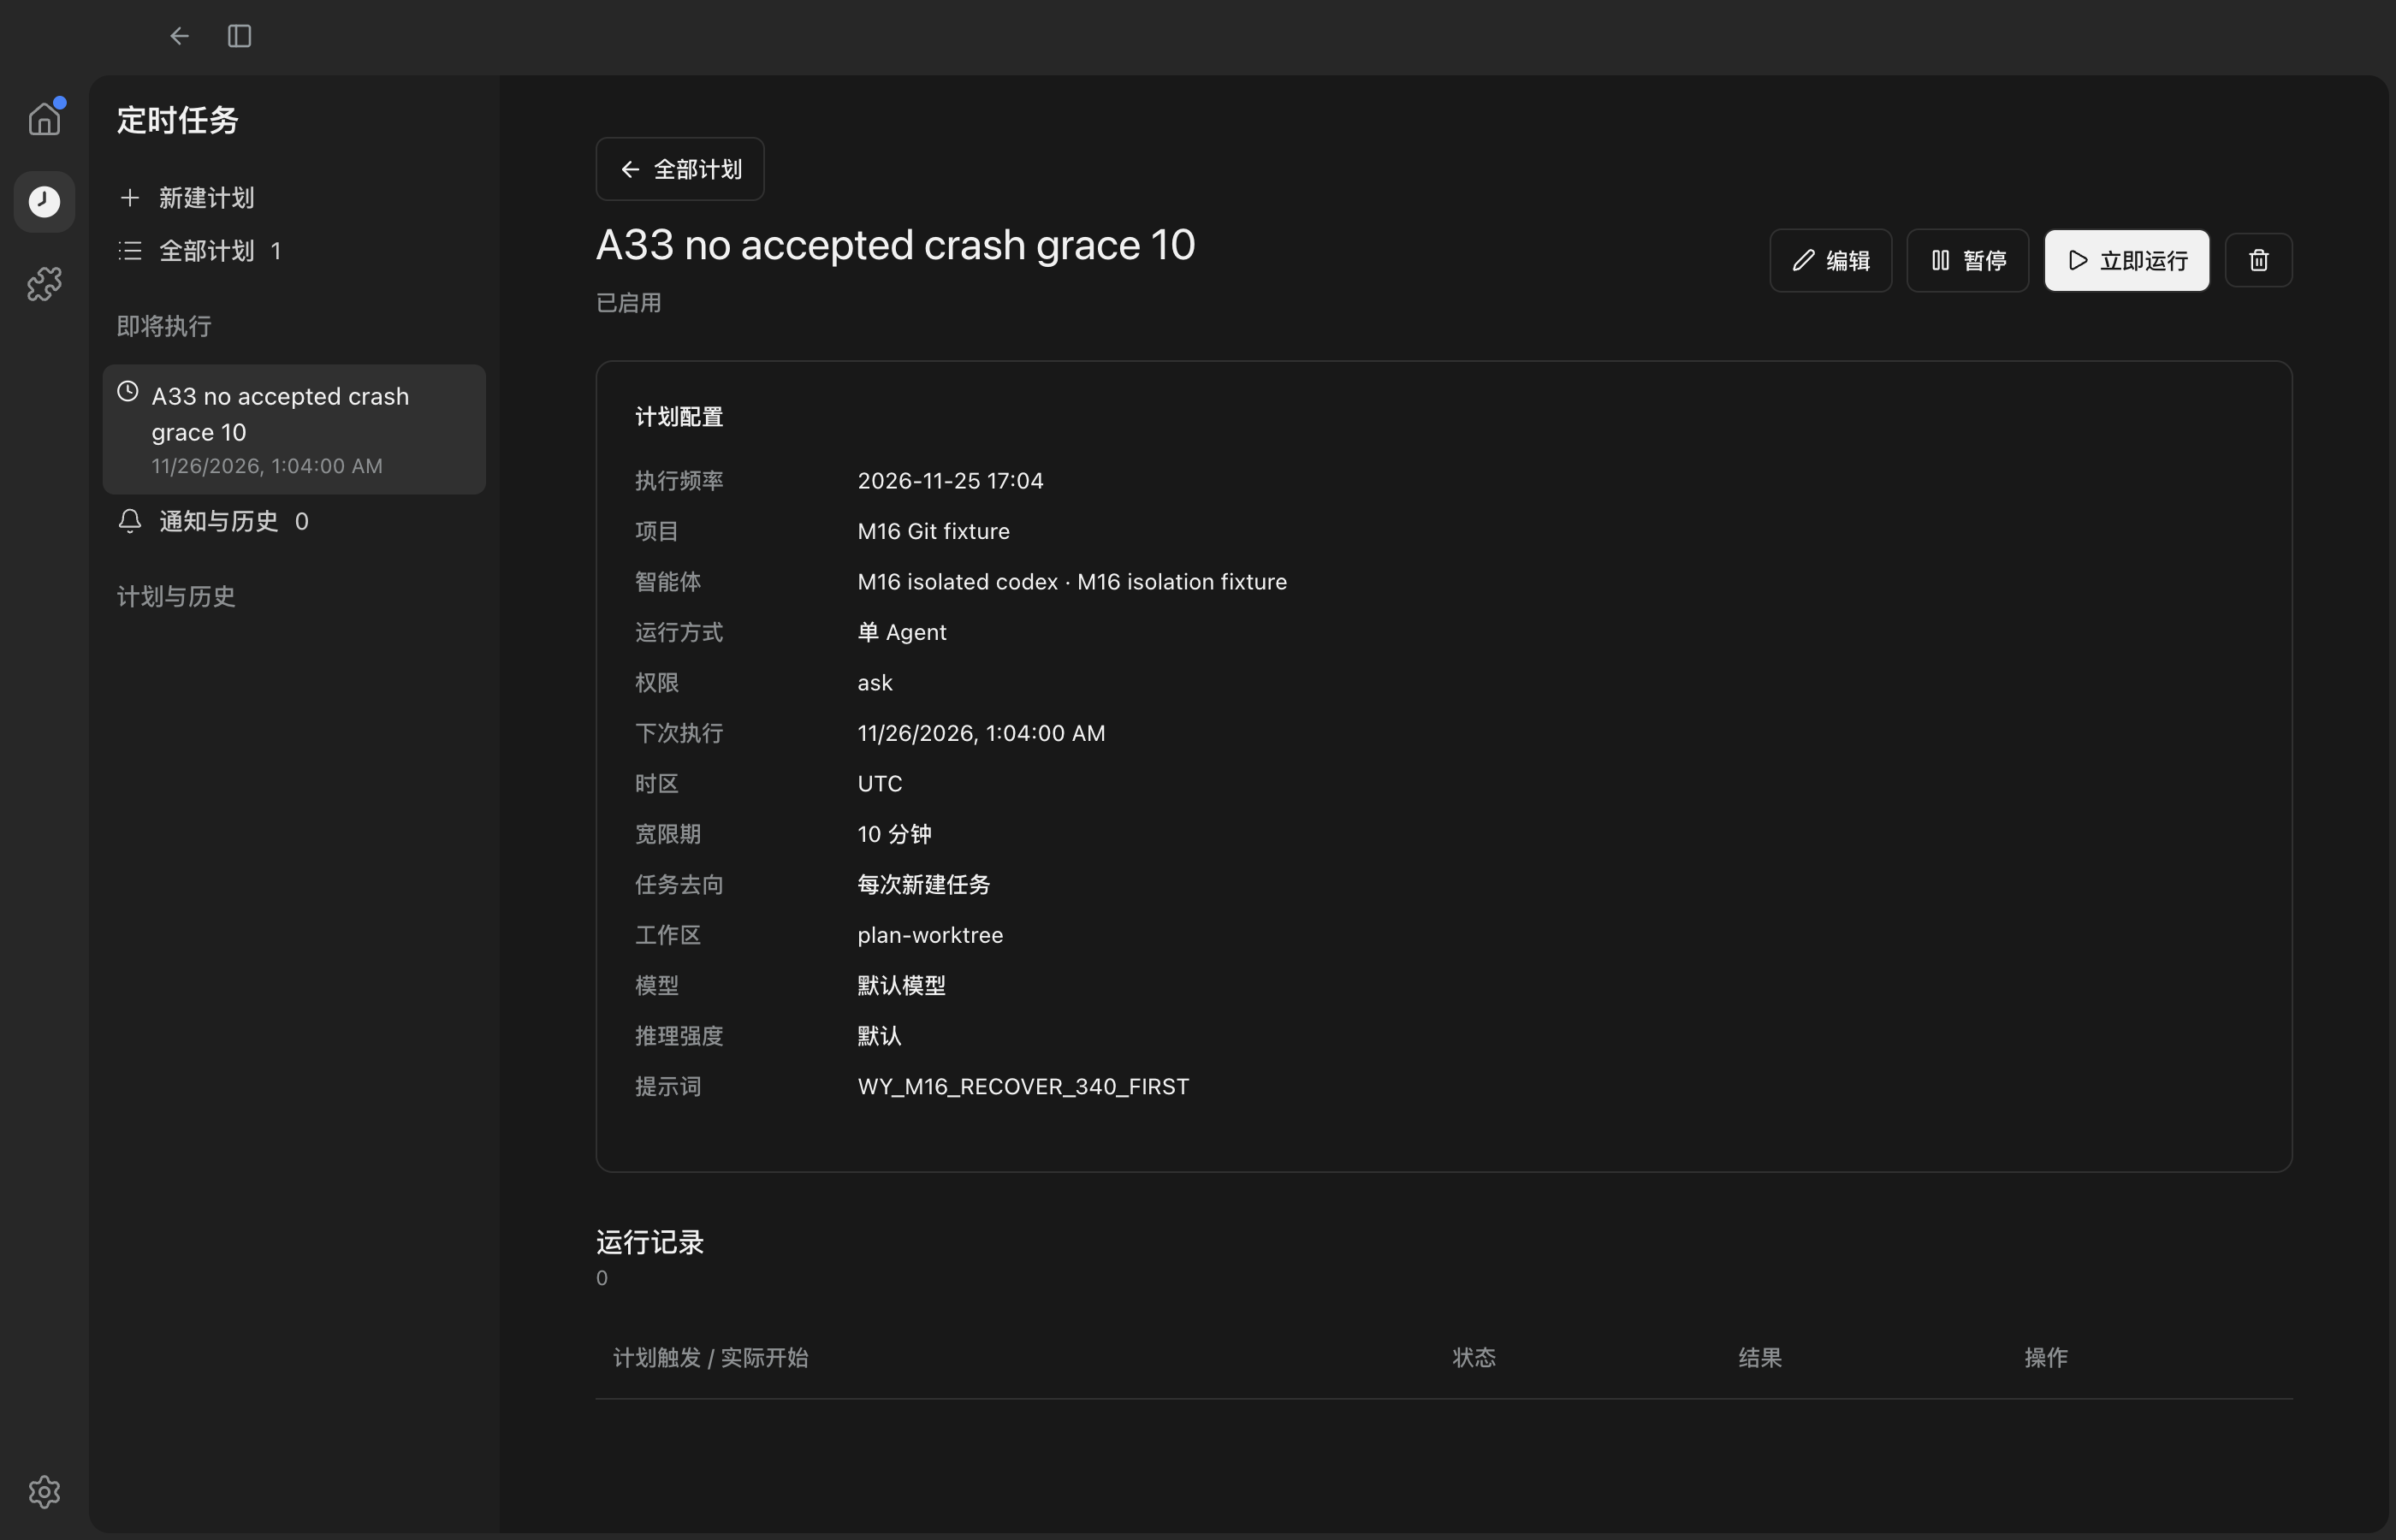 定时任务
新建计划
全部计划 1
即将执行
A33 no accepted crash
grace 10
11/26/2026, 1:04:00 AM
通知与历史 0
计划与历史
全部计划
A33 no accepted crash grace 10
已启用
编辑
暂停
立即运行
计划配置
执行频率 2026-11-25 17:04
项目 M16 Git fixture
智能体 M16 isolated codex · M16 isolation fixture
运行方式 单 Agent
权限 ask
下次执行 11/26/2026, 1:04:00 AM
时区 UTC
宽限期 10 分钟
任务去向 每次新建任务
工作区 plan-worktree
模型 默认模型
推理强度 默认
提示词 WY_M16_RECOVER_340_FIRST
运行记录
0
计划触发 / 实际开始 状态 结果 操作